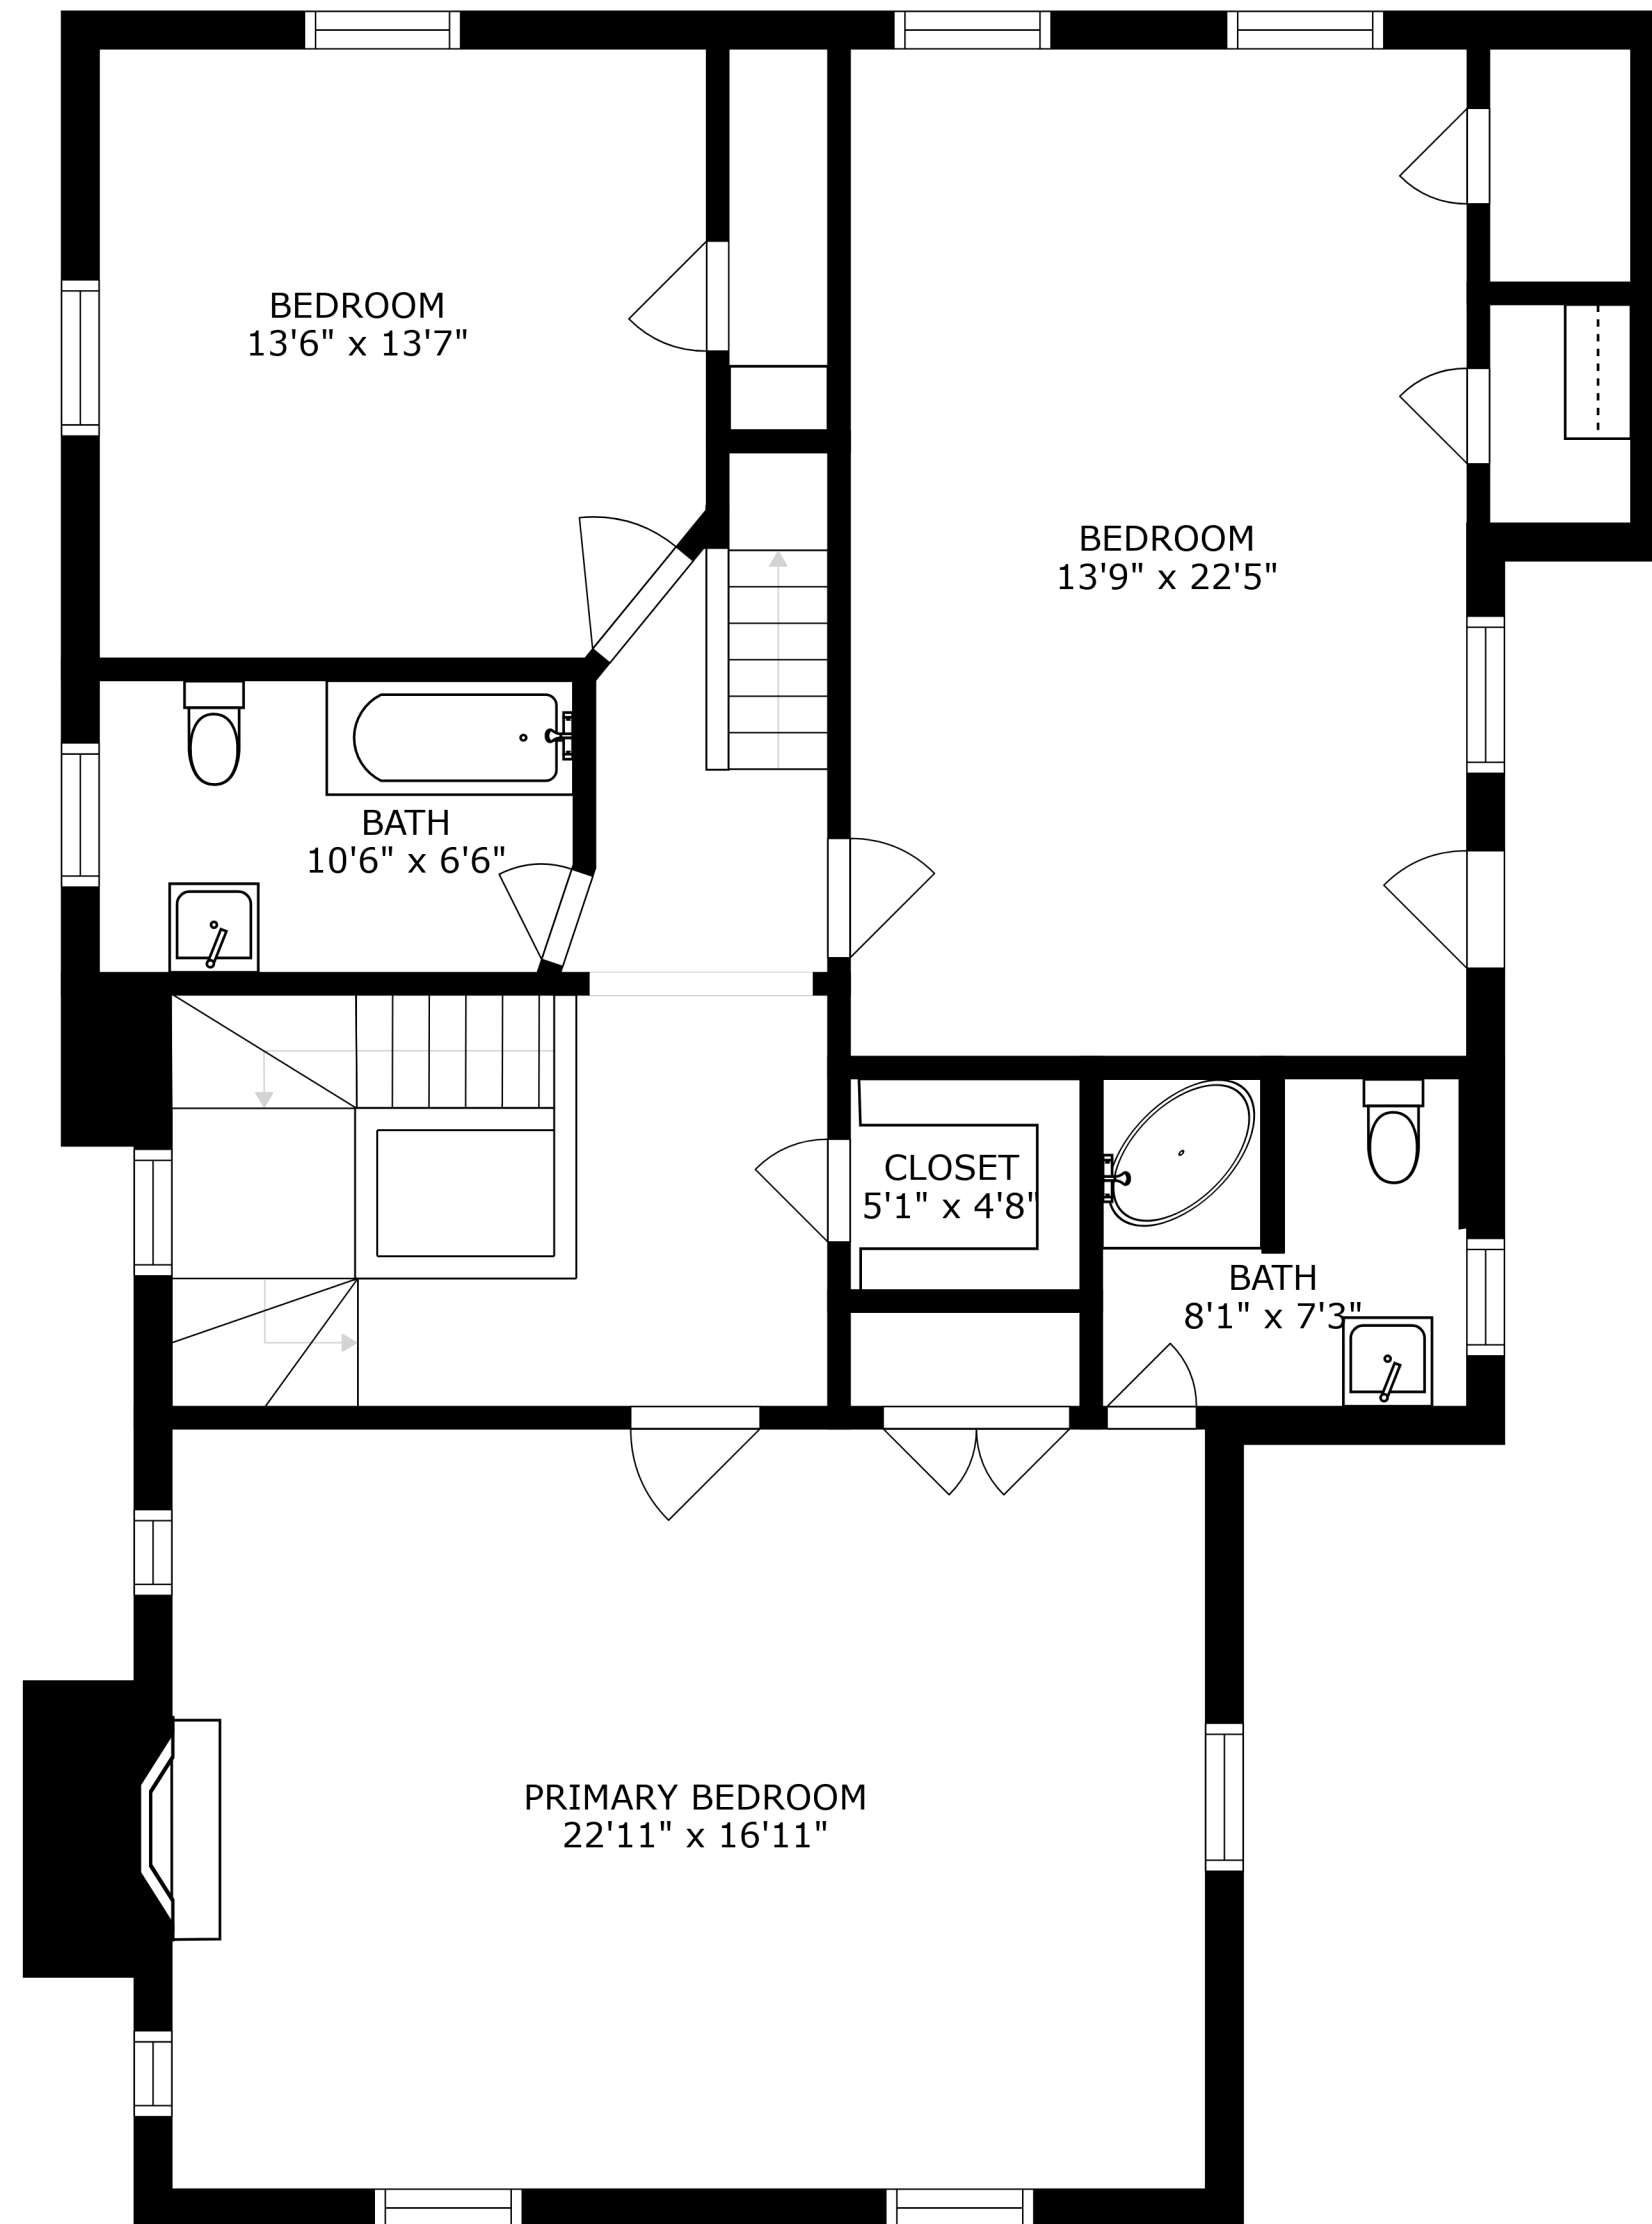 BEDROOM
13'6" x 13'7"
BEDROOM
13'9" x 22'5"
BATH
10'6" x 6'6"
CLOSET
5'1" x 4'8"
BATH
8'1" x 7'3"
PRIMARY BEDROOM
22'11" x 16'11"